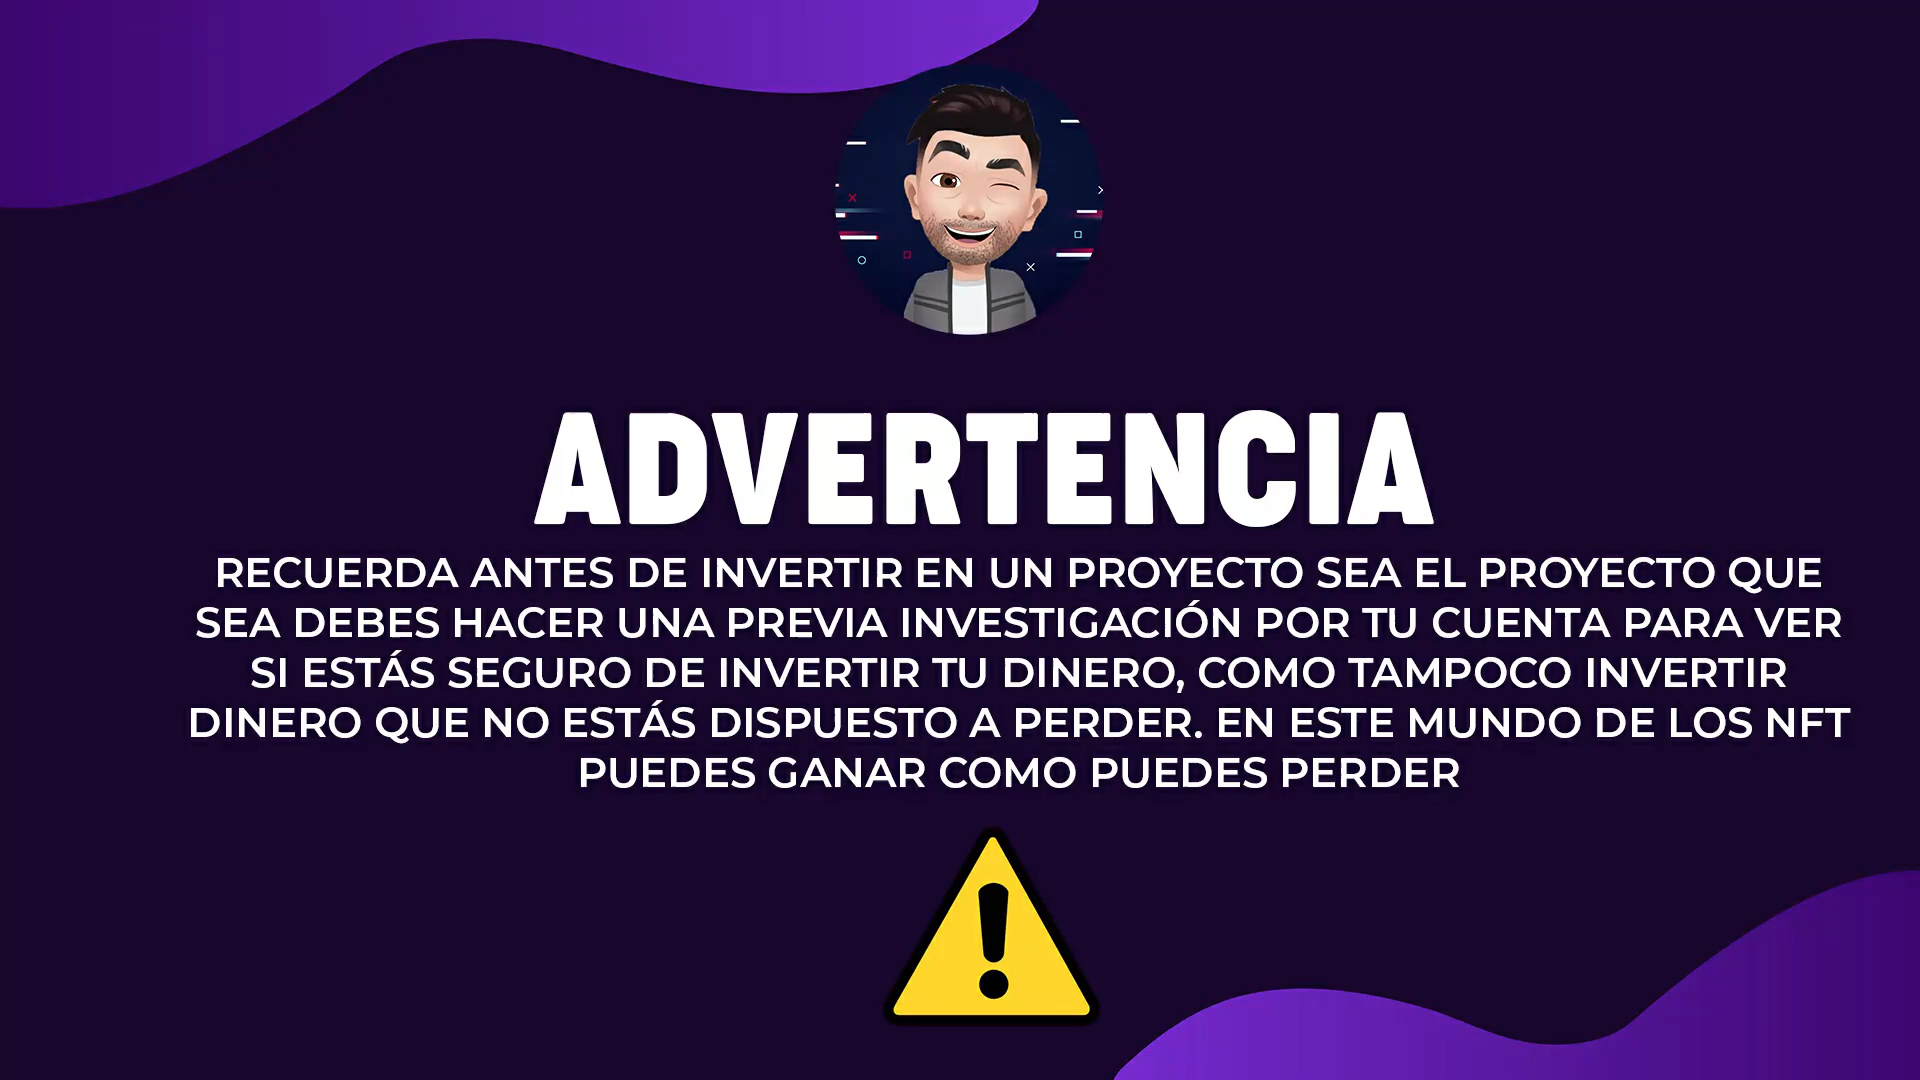 ADVERTENCIA
RECUERDA ANTES DE INVERTIR EN UN PROYECTO SEA EL PROYECTO QUE
SEA DEBES HACER UNA PREVIA INVESTIGACIÓN POR TU CUENTA PARA VER
SI ESTÁS SEGURO DE INVERTIR TU DINERO, COMO TAMPOCO INVERTIR
DINERO QUE NO ESTÁS DISPUESTO A PERDER. EN ESTE MUNDO DE LOS NFT
PUEDES GANAR COMO PUEDES PERDER